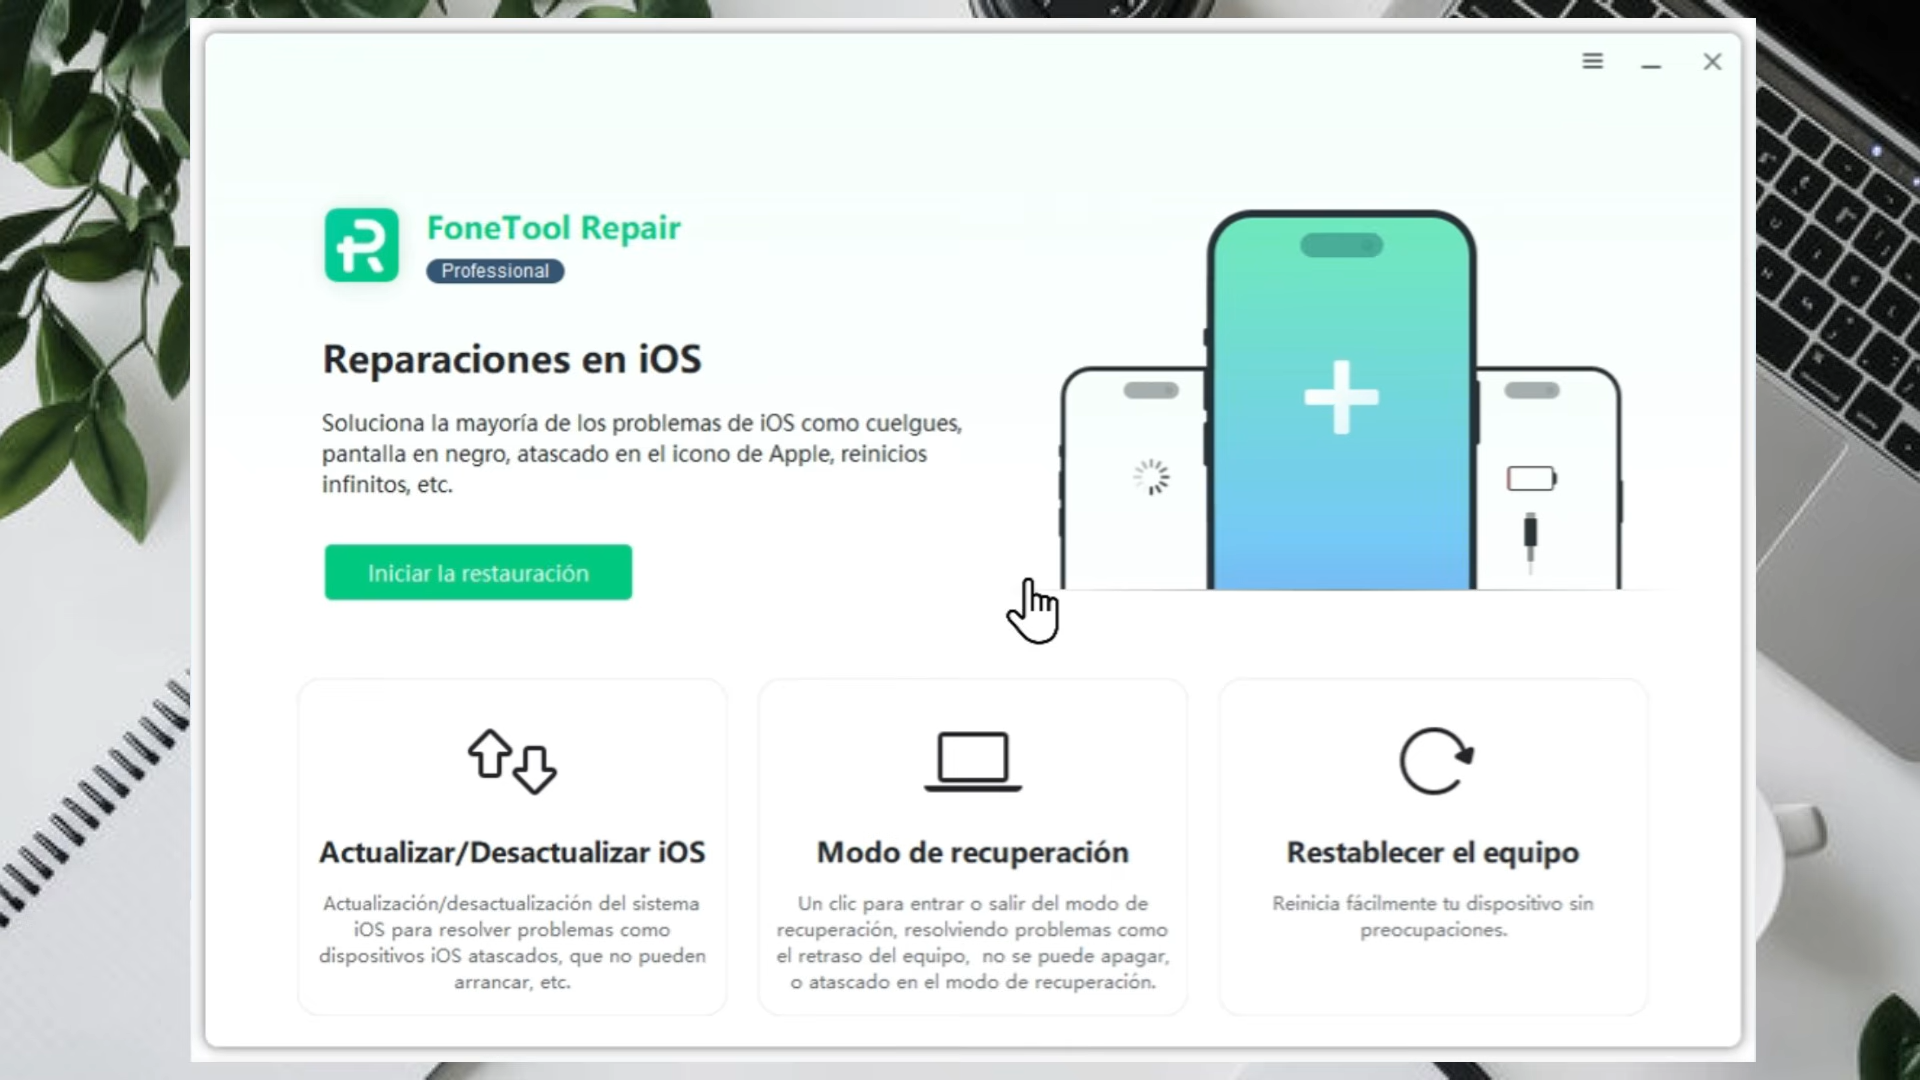 FoneTool Repair
Professional
Reparaciones en iOS
Soluciona la mayoría de los problemas de iOS como cuelgues,
pantalla en negro, atascado en el icono de Apple, reinicios
infinitos, etc.
Iniciar la restauración
Actualizar/Desactualizar iOS
Actualización/desactualización del sistema
iOS para resolver problemas como
dispositivos iOS atascados, que no pueden
arrancar, etc.
Modo de recuperación
Un clic para entrar o salir del modo de
recuperación, resolviendo problemas como
el retraso del equipo,  no se puede apagar,
o atascado en el modo de recuperación.
Restablecer el equipo
Reinicia fácilmente tu dispositivo sin
preocupaciones.